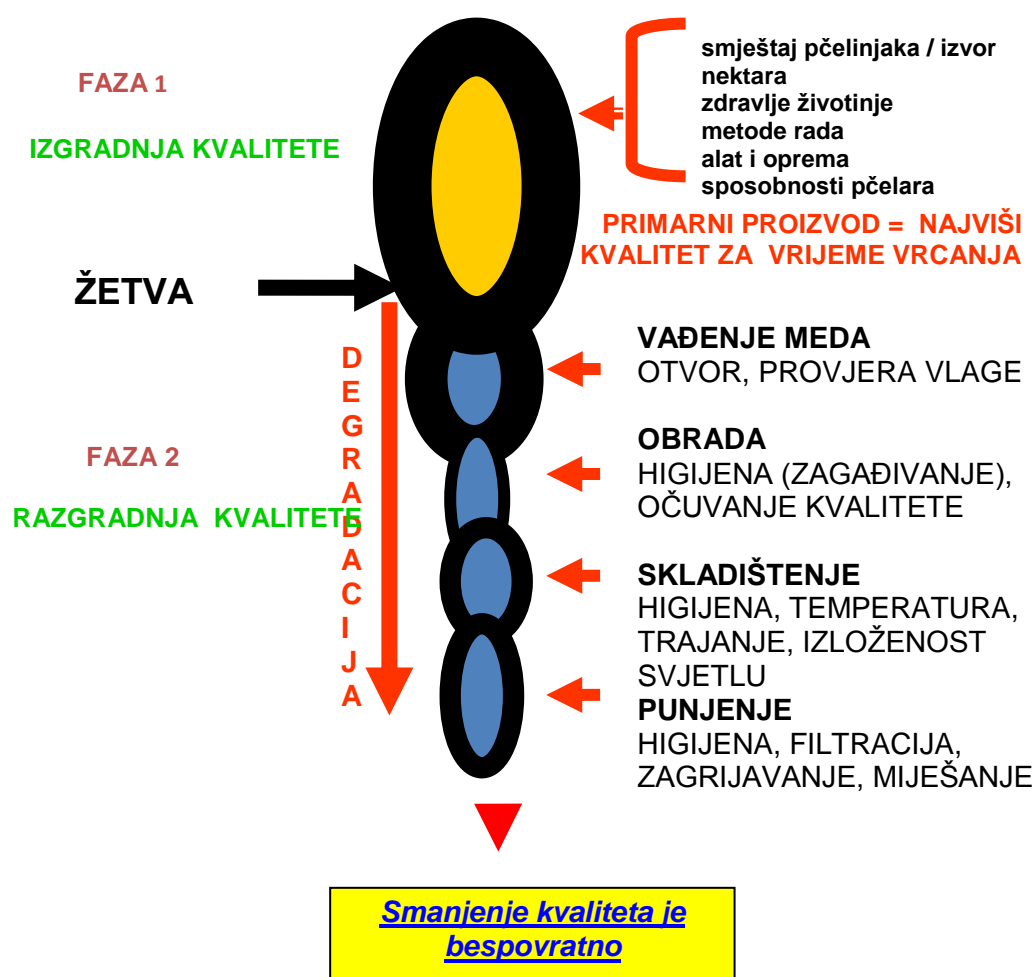 FAZA 1
IZGRADNJA KVALITETE
smještaj pčelinjaka / izvor
nektara
zdravlje životinje
metode rada
alat i oprema
sposobnosti pčelara
PRIMARNI PROIZVOD = NAJVIŠI
KVALITET ZA VRIJEME VRCANJA
ŽETVA
DEGRADACIJA
VAĐENJE MEDA
OTVOR, PROVJERA VLAGE
FAZA 2
RAZGRADNJA KVALITETE
OBRADA
HIGIJENA (ZAGAĐIVANJE),
OČUVANJE KVALITETE
SKLADIŠTENJE
HIGIJENA, TEMPERATURA,
TRAJANJE, IZLOŽENOST
SVJETLU
PUNJENJE
HIGIJENA, FILTRACIJA,
ZAGRIJAVANJE, MIJEŠANJE
Smanjenje kvaliteta je
bespovratno